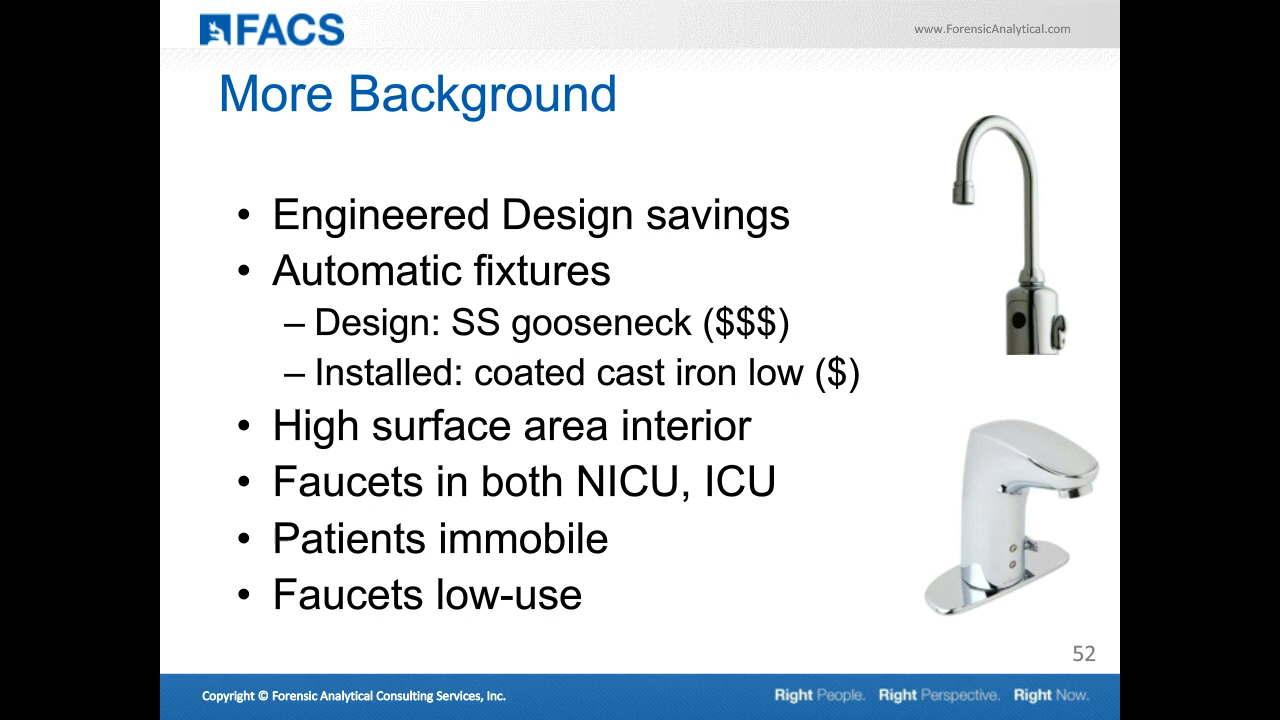 FACS
www.ForensicAnalytical.com
More Background
• Engineered Design savings
• Automatic fixtures
– Design: SS gooseneck ($$$)
– Installed: coated cast iron low ($)
• High surface area interior
• Faucets in both NICU, ICU
• Patients immobile
• Faucets low-use
52
Copyright © Forensic Analytical Consulting Services, Inc.
Right People. Right Perspective. Right Now.